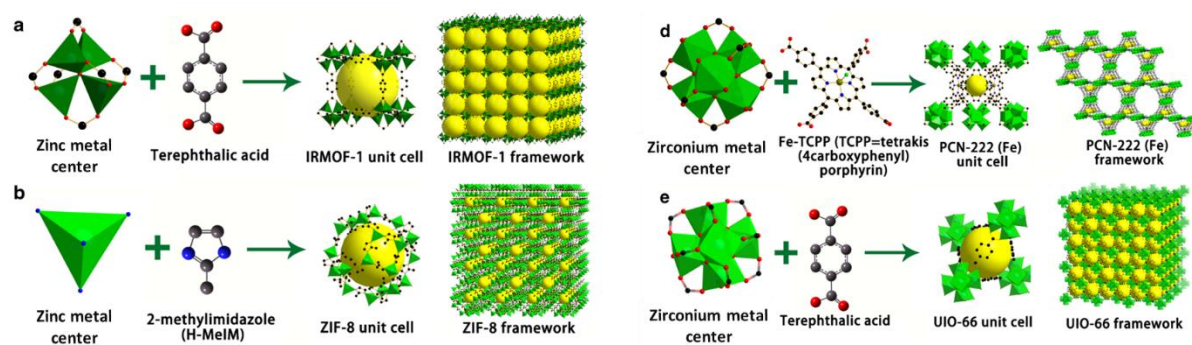 a
Zinc metal
center
Terephthalic acid
IRMOF-1 unit cell
IRMOF-1 framework
b
Zinc metal
center
2-methylimidazole
(H-MeIM)
ZIF-8 unit cell
ZIF-8 framework
d
Zirconium metal
center
Fe-TCPP (TCPP=tetrakis
(4carboxyphenyl)
porphyrin)
PCN-222 (Fe)
unit cell
PCN-222 (Fe)
framework
e
Zirconium metal
center
Terephthalic acid
UIO-66 unit cell
UIO-66 framework